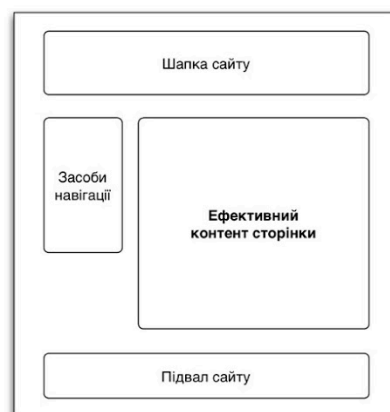 Шапка сайту
Засоби
навігації
Ефективний
контент сторінки
Підвал сайту